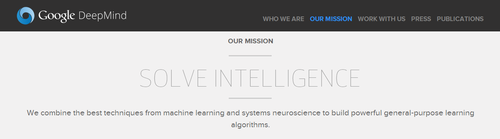 Google DeepMind
WHO WE ARE OUR MISSION WORK WITH US PRESS PUBLICATIONS
OUR MISSION
SOLVE INTELLIGENCE
We combine the best techniques from machine learning and systems neuroscience to build powerful general-purpose learning
algorithms.